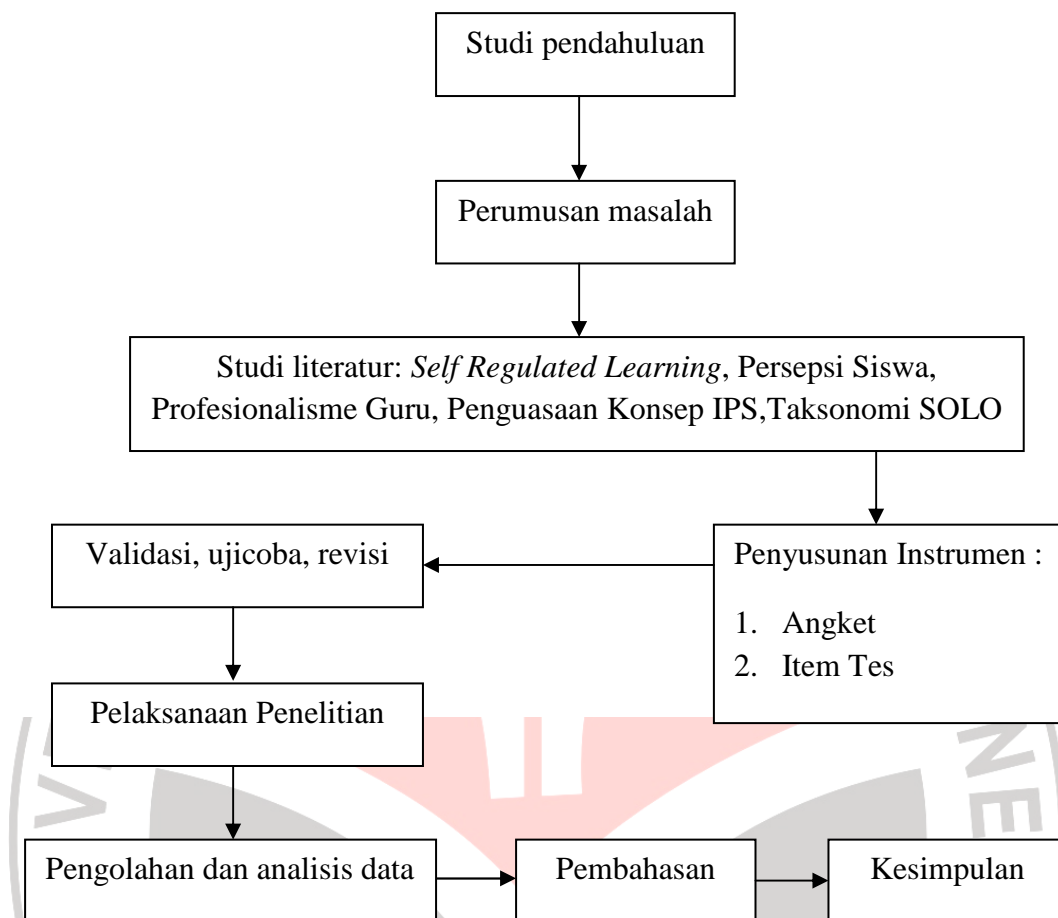 Studi pendahuluan
Perumusan masalah
Studi literatur: Self Regulated Learning, Persepsi Siswa,
Profesionalisme Guru, Penguasaan Konsep IPS,Taksonomi SOLO
Penyusunan Instrumen :
1. Angket
2. Item Tes
Validasi, ujicoba, revisi
Pelaksanaan Penelitian
Pengolahan dan analisis data
Pembahasan
Kesimpulan